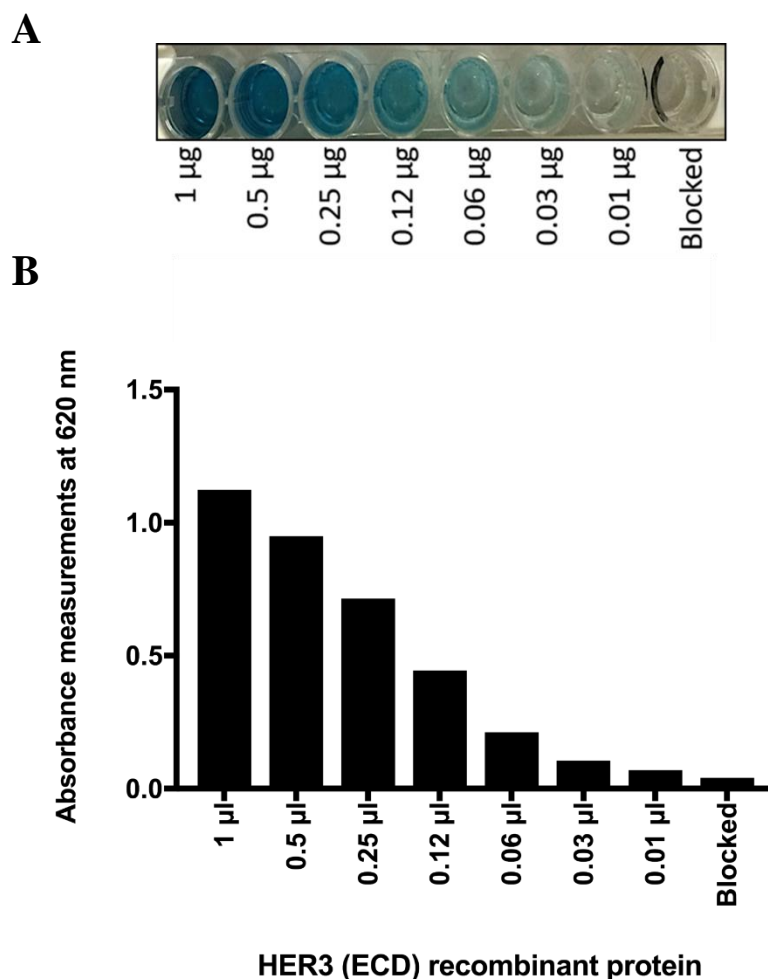 A
1 µg
0.5 µg
0.25 µg
0.12 µg
0.06 µg
0.03 µg
0.01 µg
Blocked
B
Absorbance measurements at 620 nm
1.5
1.0
0.5
0.0
1 µl
0.5 µl
0.25 µl
0.12 µl
0.06 µl
0.03 µl
0.01 µl
Blocked
HER3 (ECD) recombinant protein